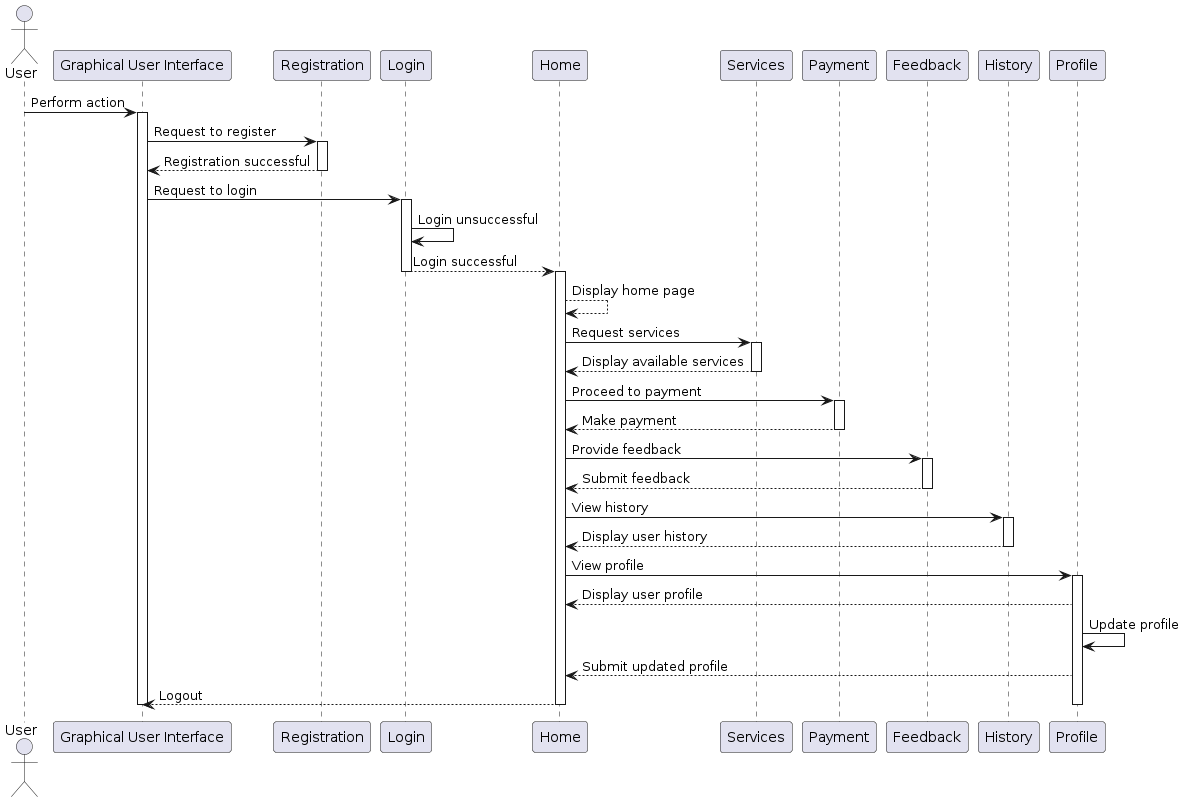 User
Graphical User Interface
Registration
Login
Home
Services
Payment
Feedback
History
Profile
Perform action
Request to register
Registration successful
Request to login
Login unsuccessful
Login successful
Display home page
Request services
Display available services
Proceed to payment
Make payment
Provide feedback
Submit feedback
View history
Display user history
View profile
Display user profile
Update profile
Submit updated profile
Logout
User
Graphical User Interface
Registration
Login
Home
Services
Payment
Feedback
History
Profile